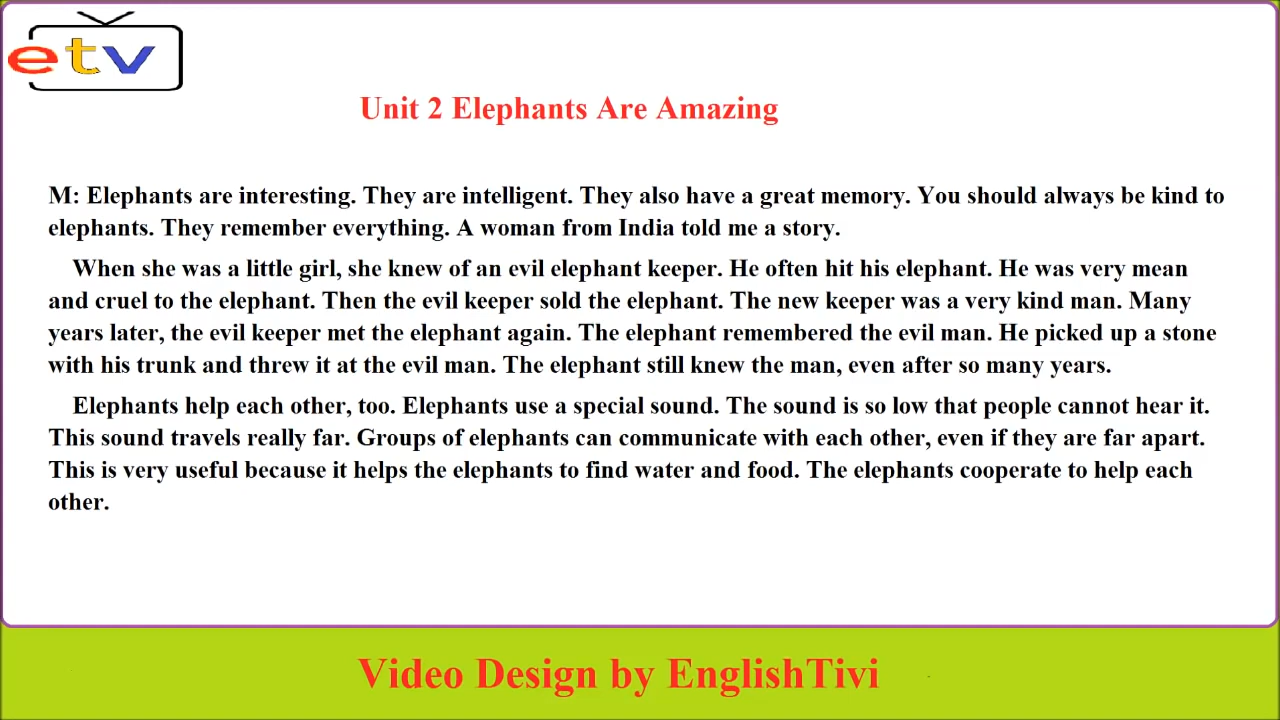 etv
Unit 2 Elephants Are Amazing
M: Elephants are interesting. They are intelligent. They also have a great memory. You should always be kind to
elephants. They remember everything. A woman from India told me a story.
When she was a little girl, she knew of an evil elephant keeper. He often hit his elephant. He was very mean
and cruel to the elephant. Then the evil keeper sold the elephant. The new keeper was a very kind man. Many
years later, the evil keeper met the elephant again. The elephant remembered the evil man. He picked up a stone
with his trunk and threw it at the evil man. The elephant still knew the man, even after so many years.
Elephants help each other, too. Elephants use a special sound. The sound is so low that people cannot hear it.
This sound travels really far. Groups of elephants can communicate with each other, even if they are far apart.
This is very useful because it helps the elephants to find water and food. The elephants cooperate to help each
other.
Video Design by EnglishTivi